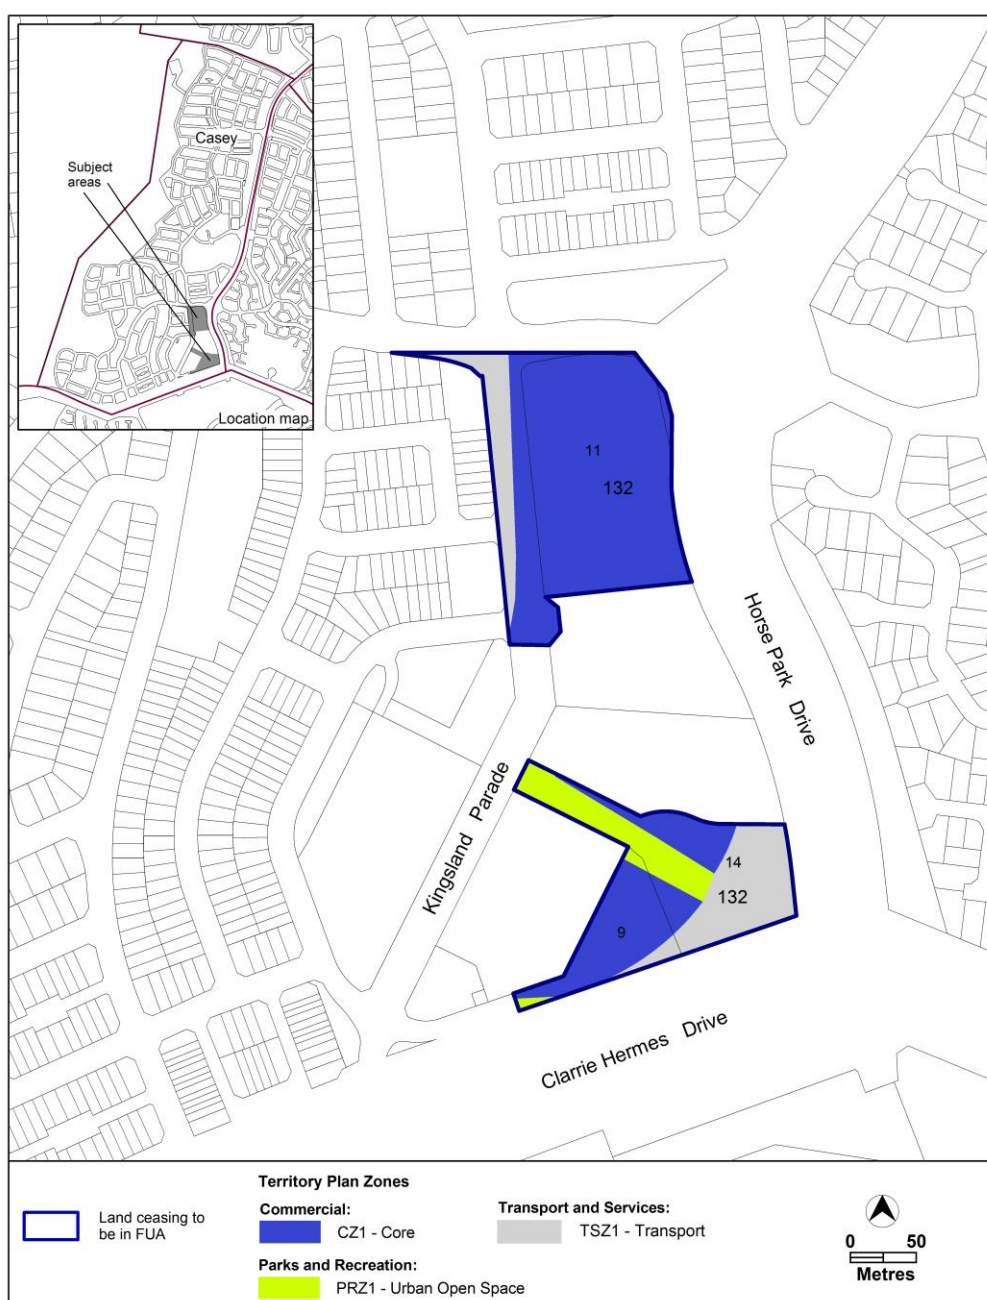 Casey
Subject
areas
Location map
11
132
Horse Park Drive
Kingsland Parade
14
132
9
Clarrie Hermes Drive
Land ceasing to
be in FUA
Territory Plan Zones
Commercial:
CZ1 - Core
Parks and Recreation:
PRZ1 - Urban Open Space
Transport and Services:
TSZ1 - Transport
0 50
Metres